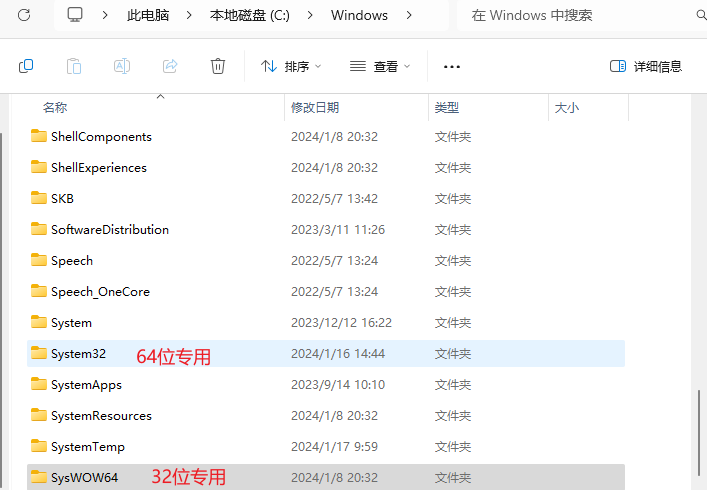 此电脑 本地磁盘 (C:) Windows 在 Windows 中搜索
排序 查看 详细信息
名称 修改日期 类型 大小
ShellComponents 2024/1/8 20:32 文件夹
ShellExperiences 2024/1/8 20:32 文件夹
SKB 2022/5/7 13:42 文件夹
SoftwareDistribution 2023/3/11 11:26 文件夹
Speech 2022/5/7 13:24 文件夹
Speech_OneCore 2022/5/7 13:24 文件夹
System 2023/12/12 16:22 文件夹
System32 64位专用 2024/1/16 14:44 文件夹
SystemApps 2023/9/14 10:10 文件夹
SystemResources 2024/1/8 20:32 文件夹
SystemTemp 2024/1/17 9:59 文件夹
SysWOW64 32位专用 2024/1/8 20:32 文件夹